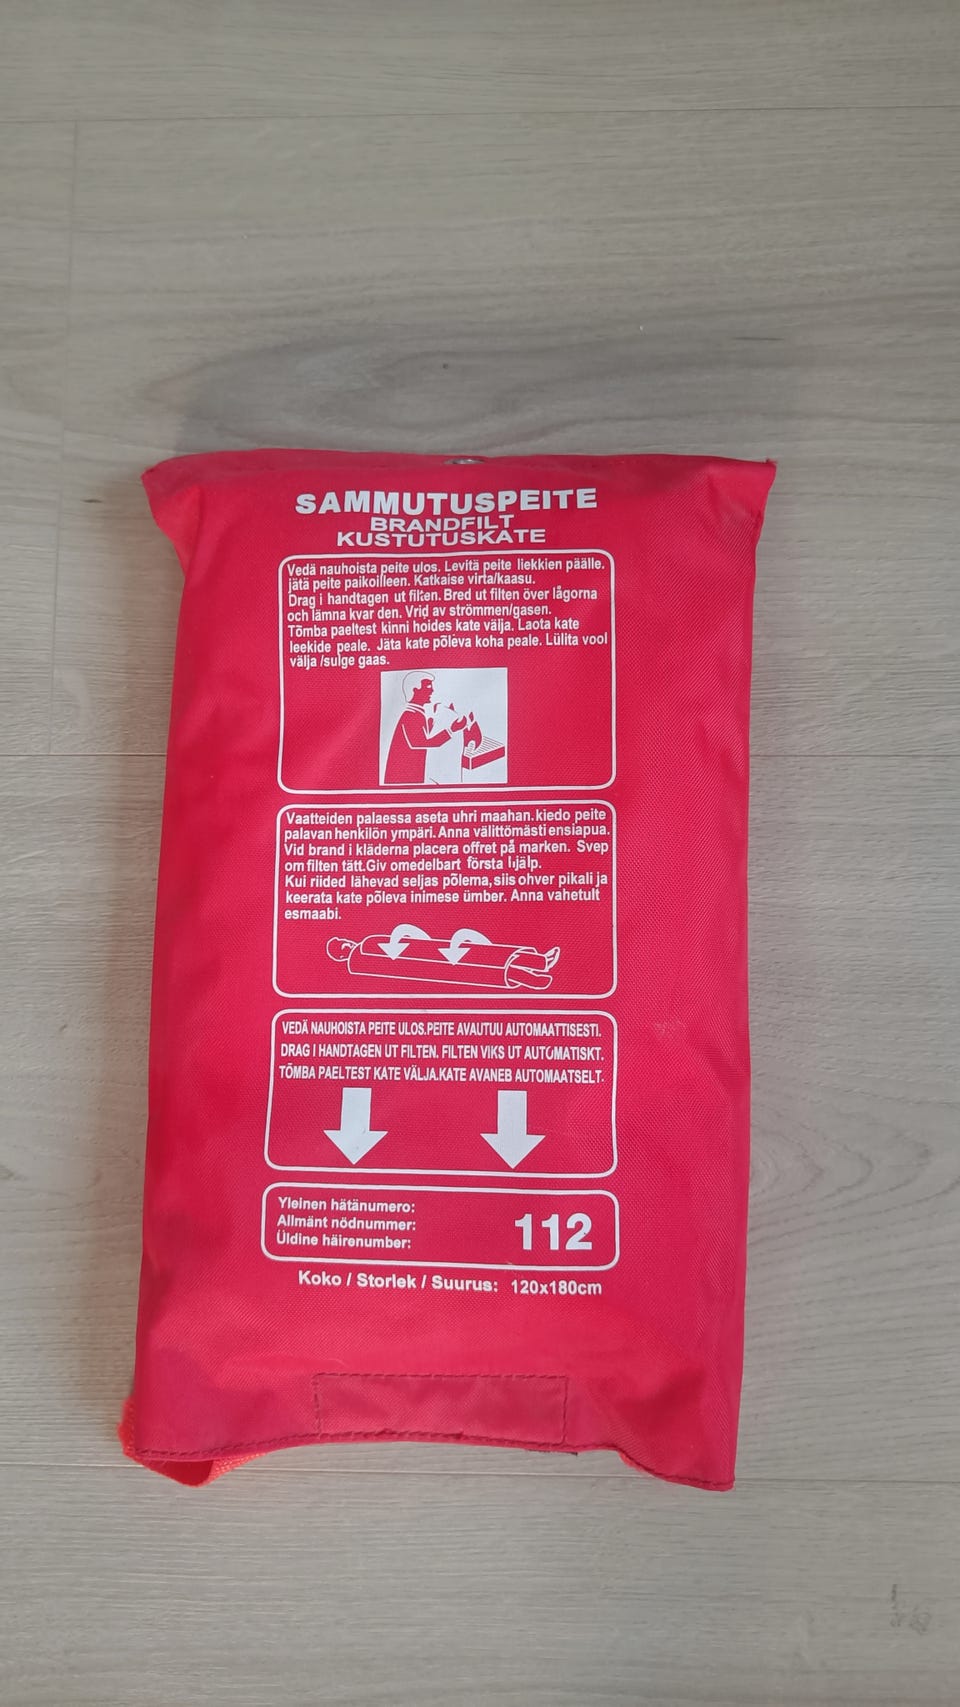 SAMMUTUSPEITE
BRANDFILT
KUSTUTUSKATE
Vedä nauhoista peite ulos. Levitä peite liekkien päälle.
jätä peite paikoilleen. Katkaise virta/kaasu.
Drag i handtagen ut filten. Bred ut filten över lågorna
och lämna kvar den. Vrid av strömmen/gasen.
Tõmba paeltest kinni hoides kate välja. Laota kate
leekide peale. Jäta kate põleva koha peale. Lülita vool
välja /sulge gaas.
Vaatteiden palaessa aseta uhri maahan.kiedo peite
palavan henkilön ympäri. Anna välittömästi ensiapua.
Vid brand i kläderna placera offret på marken. Svep
om filten tätt.Giv omedelbart första hjälp.
Kui riided lähevad seljas põlema,siis ohver pikali ja
keerata kate põleva inimese ümber. Anna vahetult
esmaabi.
VEDÄ NAUHOISTA PEITE ULOS.PEITE AVAUTUU AUTOMAATTISESTI.
DRAG I HANDTAGEN UT FILTEN. FILTEN VIKS UT AUTOMATISKT.
TÕMBA PAELTEST KATE VÄLJA.KATE AVANEB AUTOMAATSELT.
Yleinen hätänumero:
Allmänt nödnummer:
Üldine häirenumber:
112
Koko / Storlek / Suurus: 120x180cm